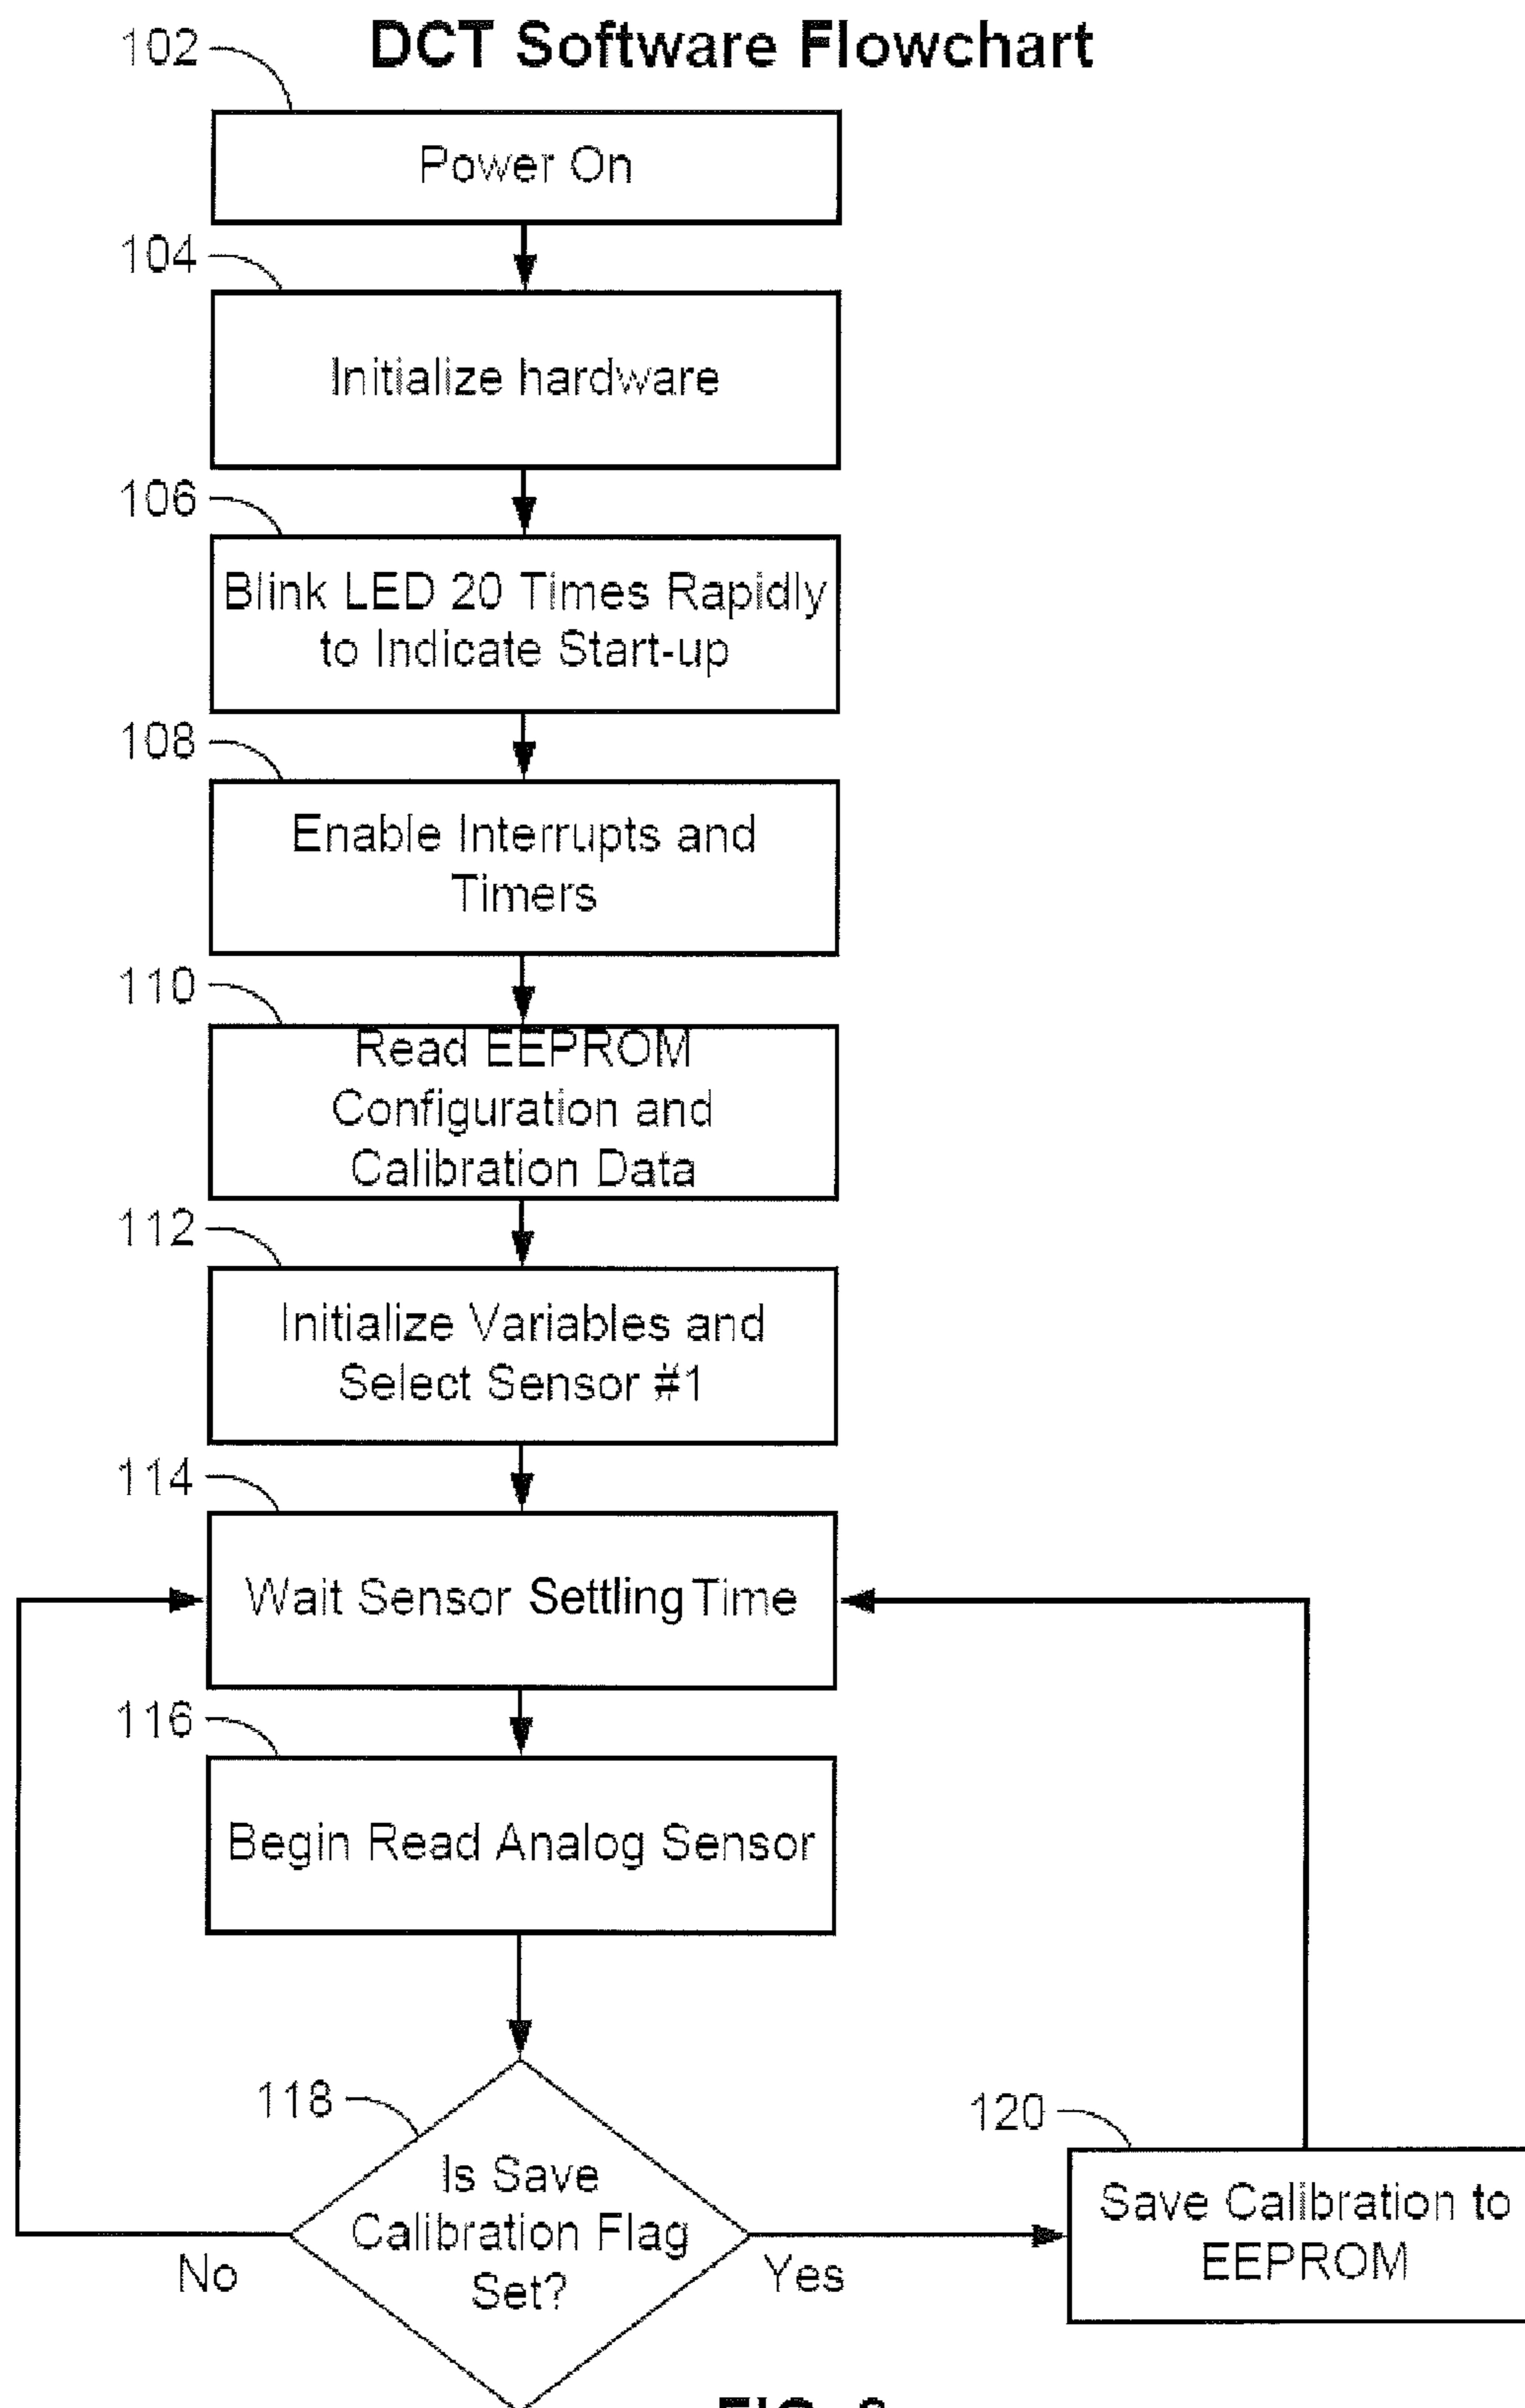 DCT Software Flowchart
102
Power On
104
Initialize hardware
106
Blink LED 20 Times Rapidly
to Indicate Start-up
108
Enable Interrupts and
Timers
110
Read EEPROM
Configuration and
Calibration Data
112
Initialize Variables and
Select Sensor #1
114
Wait Sensor Settling Time
116
Begin Read Analog Sensor
118
Is Save
Calibration Flag
Set?
No
Yes
120
Save Calibration to
EEPROM